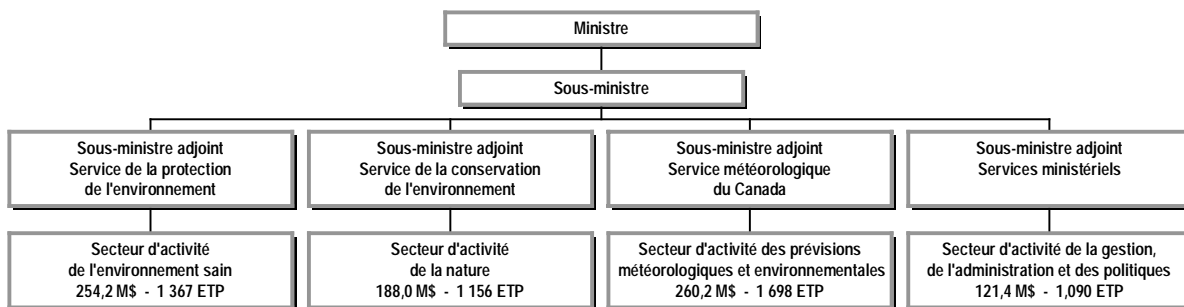 Ministre
Sous-ministre
Sous-ministre adjoint
Service de la protection
de l'environnement
Sous-ministre adjoint
Service de la conservation
de l'environnement
Sous-ministre adjoint
Service météorologique
du Canada
Sous-ministre adjoint
Services ministériels
Secteur d'activité
de l'environnement sain
254,2 M$ - 1 367 ETP
Secteur d'activité
de la nature
188,0 M$ - 1 156 ETP
Secteur d'activité des prévisions
météorologiques et environnementales
260,2 M$ - 1 698 ETP
Secteur d'activité de la gestion,
de l'administration et des politiques
121,4 M$ - 1,090 ETP